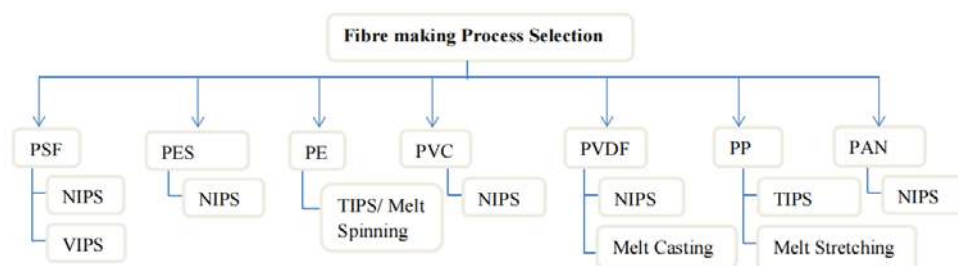 Fibre making Process Selection
PSF
PES
PE
PVC
PVDF
PP
PAN
NIPS
NIPS
TIPS/ Melt
Spinning
NIPS
NIPS
TIPS
NIPS
VIPS
Melt Casting
Melt Stretching